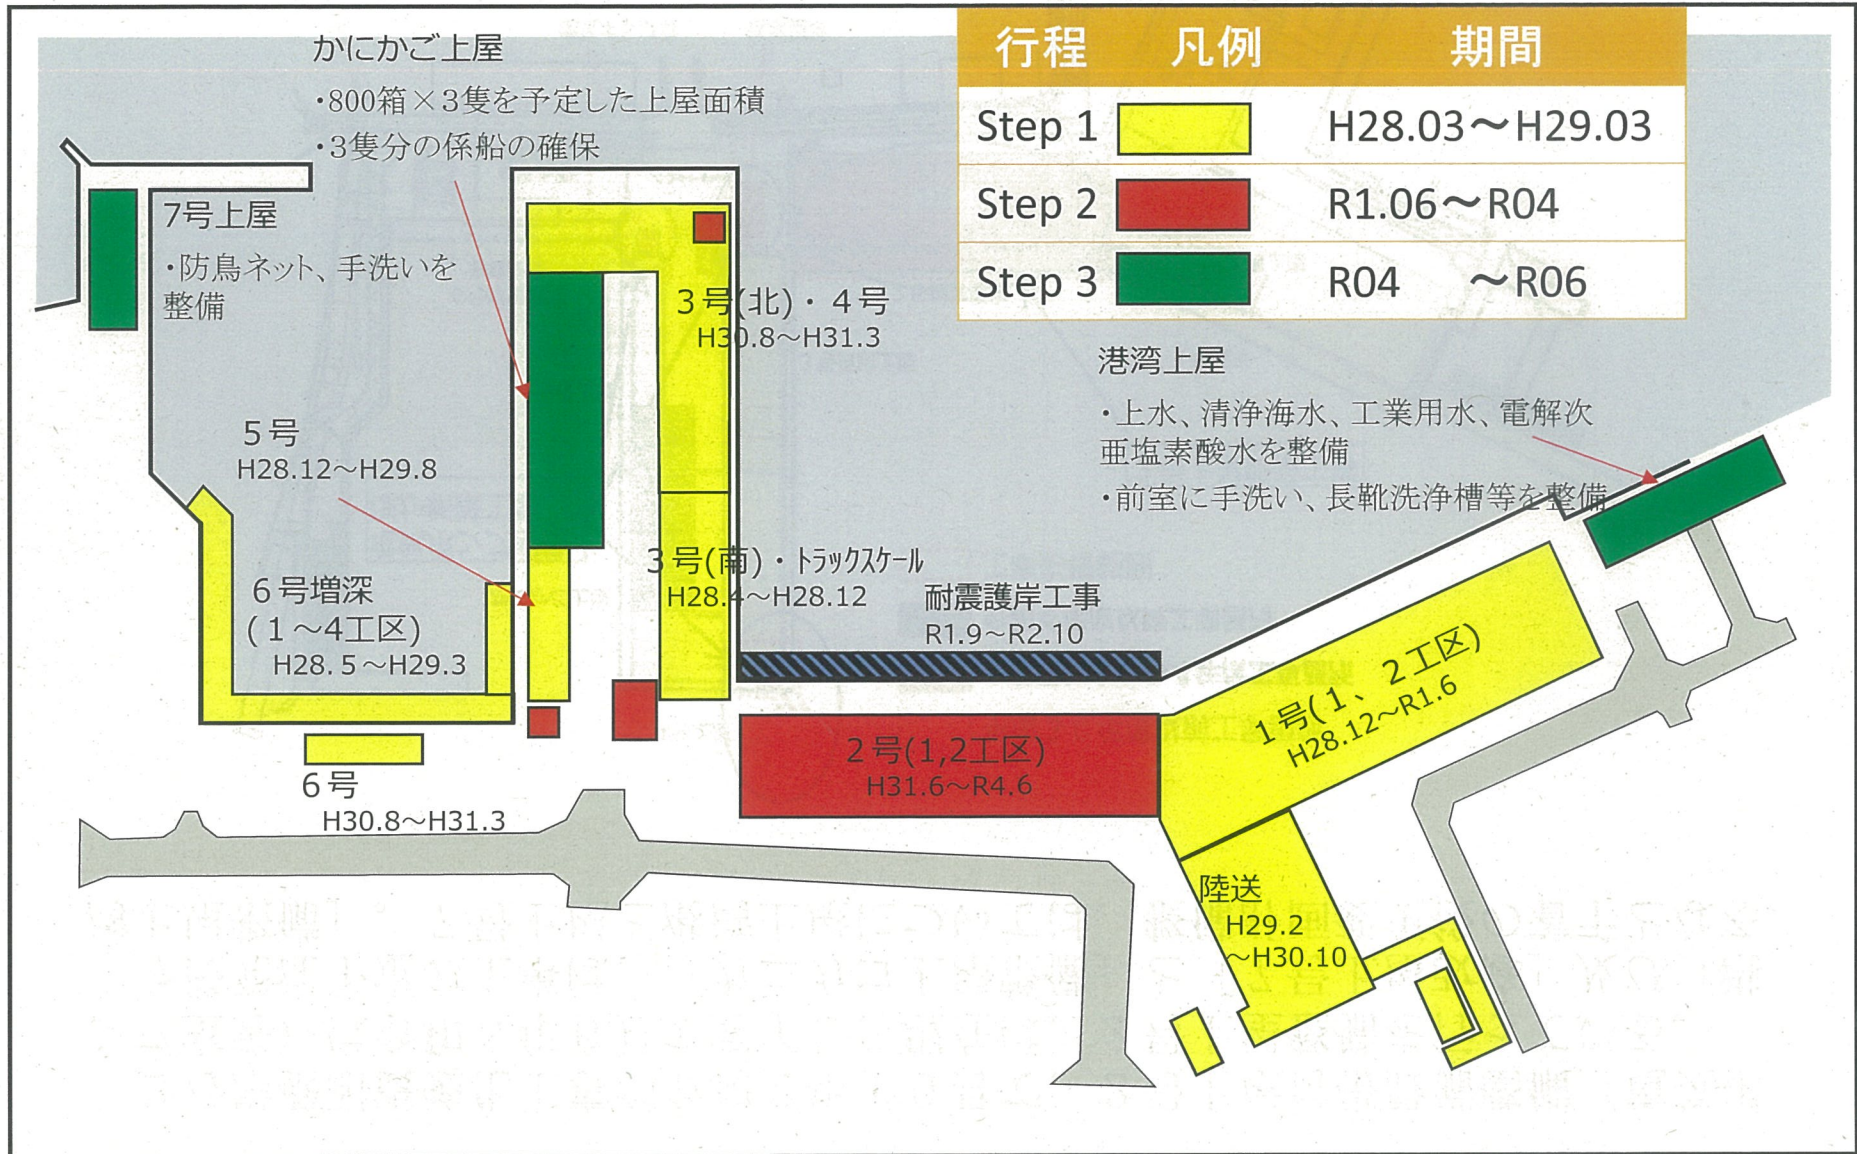 かにかご上屋
・800箱×3隻を予定した上屋面積
・3隻分の係船の確保
行程 凡例 期間
Step 1 H28.03～H29.03
Step 2 R1.06～R04
Step 3 R04 ～R06
7号上屋
・防鳥ネット、手洗いを
整備
3号(北)・4号
H30.8～H31.3
港湾上屋
・上水、清浄海水、工業用水、電解次
亜塩素酸水を整備
・前室に手洗い、長靴洗浄槽等を整備
5号
H28.12～H29.8
3号(南)・トラックスケール
H28.4～H28.12
6号増深
(1～4工区)
H28.5～H29.3
耐震護岸工事
R1.9～R2.10
1号(1、2工区)
H28.12～R1.6
2号(1,2工区)
H31.6～R4.6
6号
H30.8～H31.3
陸送
H29.2
～H30.10